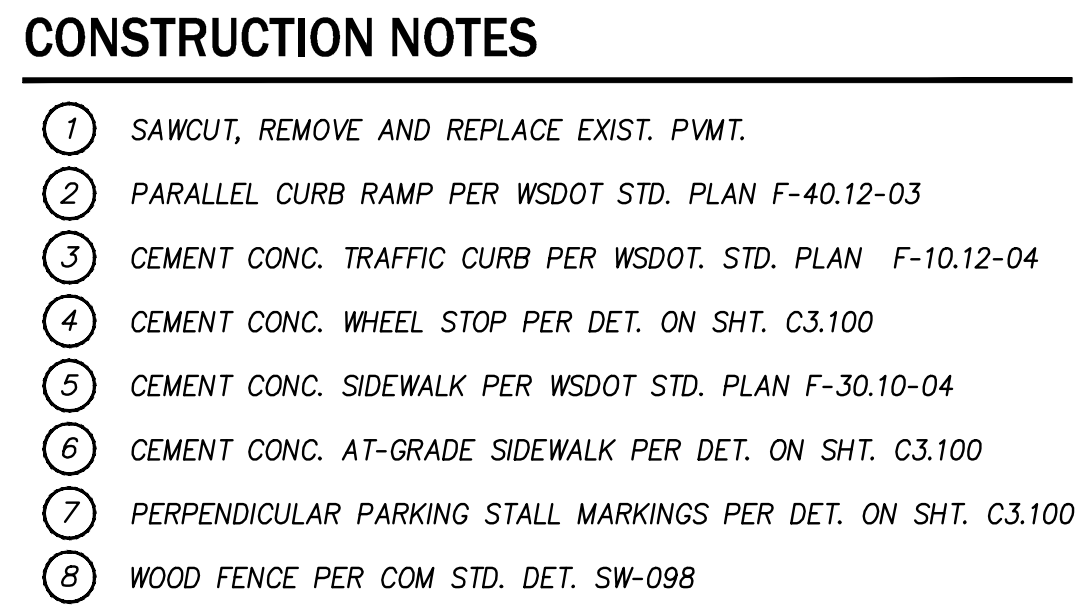 CONSTRUCTION NOTES
1 SAWCUT, REMOVE AND REPLACE EXIST. PVMT.
2 PARALLEL CURB RAMP PER WSDOT STD. PLAN F-40.12-03
3 CEMENT CONC. TRAFFIC CURB PER WSDOT. STD. PLAN F-10.12-04
4 CEMENT CONC. WHEEL STOP PER DET. ON SHT. C3.100
5 CEMENT CONC. SIDEWALK PER WSDOT STD. PLAN F-30.10-04
6 CEMENT CONC. AT-GRADE SIDEWALK PER DET. ON SHT. C3.100
7 PERPENDICULAR PARKING STALL MARKINGS PER DET. ON SHT. C3.100
8 WOOD FENCE PER COM STD. DET. SW-098